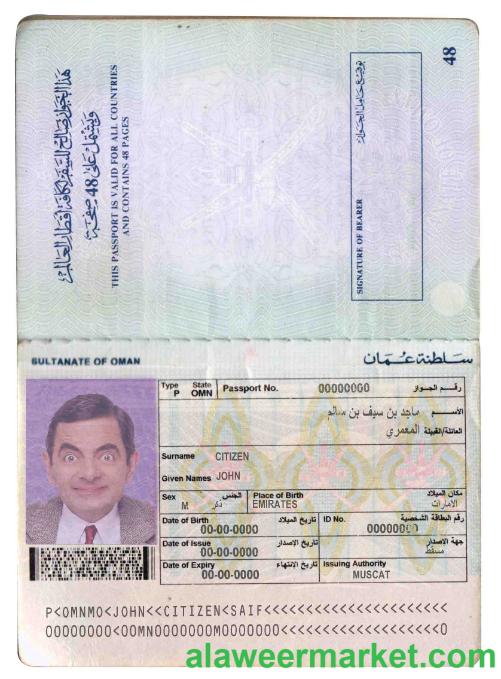 هذا الجواز صالح للسفر لكافة اقطار العالم
ويشتمل على 48 صفحة
THIS PASSPORT IS VALID FOR ALL COUNTRIES
AND CONTAINS 48 PAGES
توقيع حامل الجواز
SIGNATURE OF BEARER
48
SULTANATE OF OMAN سلطنة عمان
Type State Passport No. 00000000 رقم الجواز
P OMN
الأسم ماجد بن سيف بن سالم
العائلة/القبيلة المعمري
Surname CITIZEN
Given Names JOHN
Sex الجنس Place of Birth مكان الميلاد
M ذكر EMIRATES الامارات
Date of Birth تاريخ الميلاد ID No. رقم البطاقة الشخصية
00-00-0000 00000000
Date of Issue تاريخ الاصدار جهة الاصدار
00-00-0000 مسقط
Date of Expiry تاريخ الانتهاء Issuing Authority
00-00-0000 MUSCAT
P<OMNMO<JOHN<<CITIZEN<SAIF<<<<<<<<<<<<<<<<<<<<<<<
00000000<0OMN0000000M0000000<<<<<<<<<<<<<<<<<<<0
alaweermarket.com